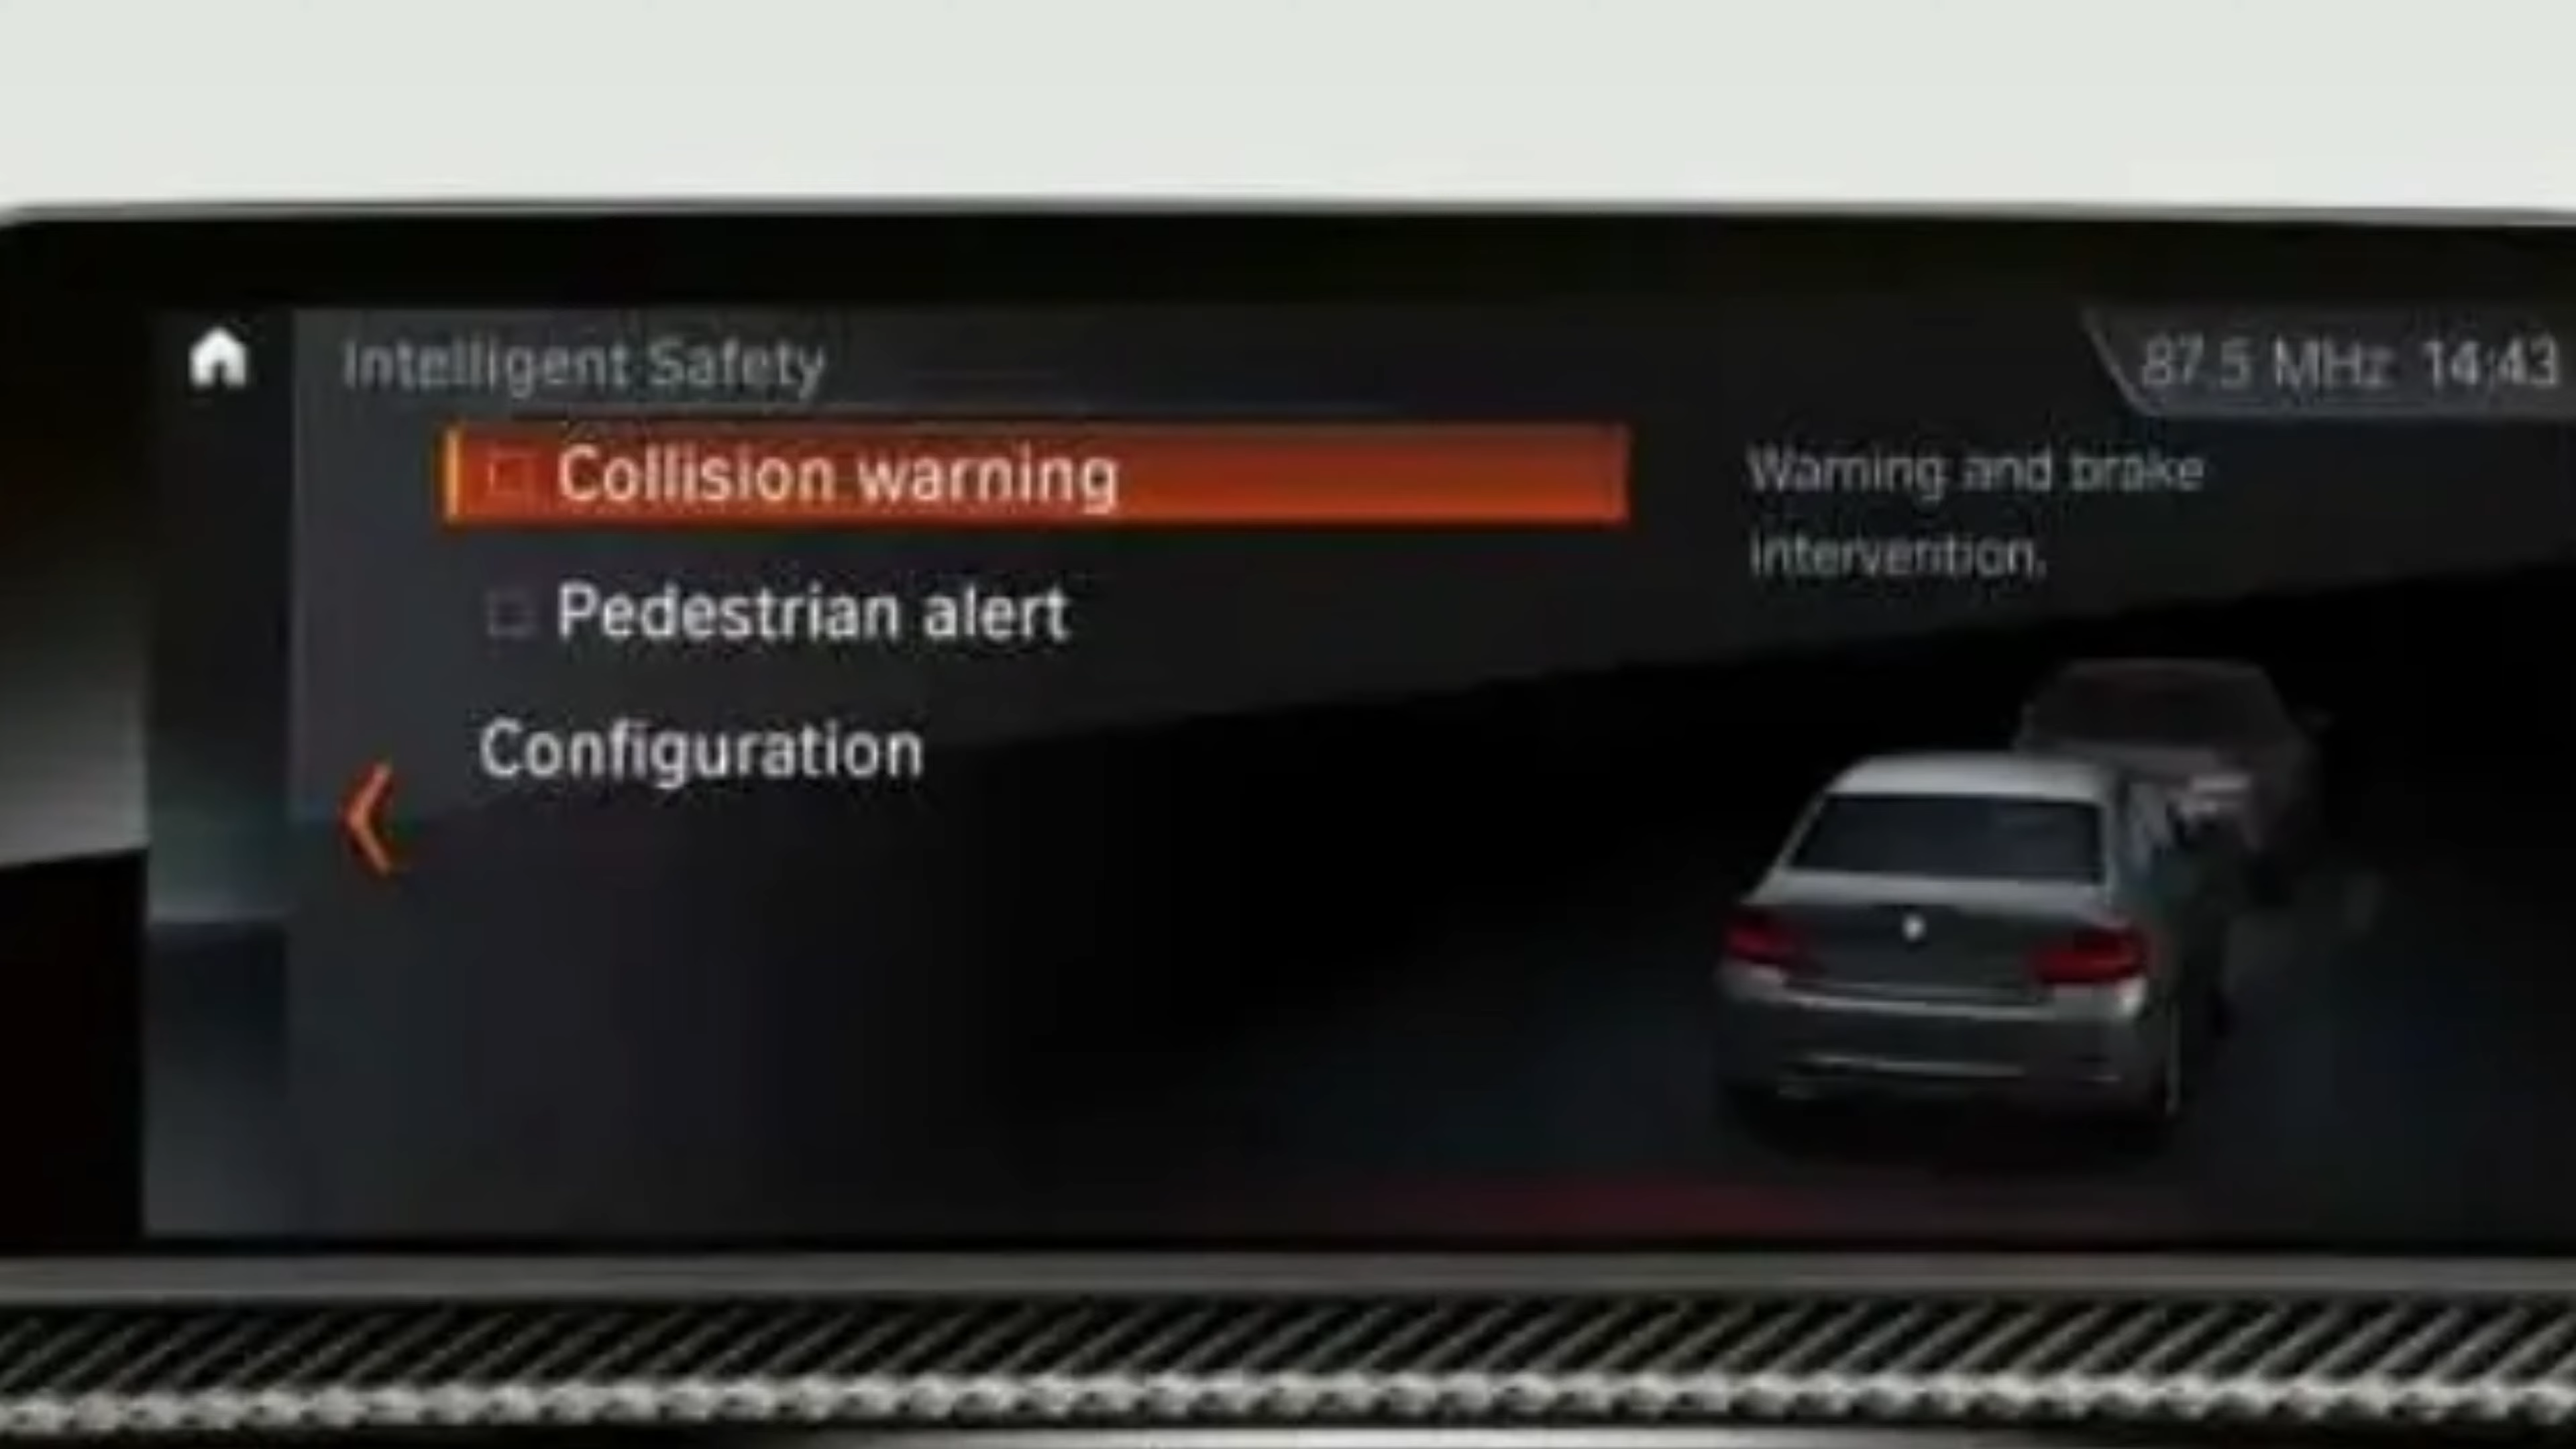 Intelligent Safety
87.5 MHz 14:43
Collision warning
Warning and brake
intervention.
Pedestrian alert
Configuration